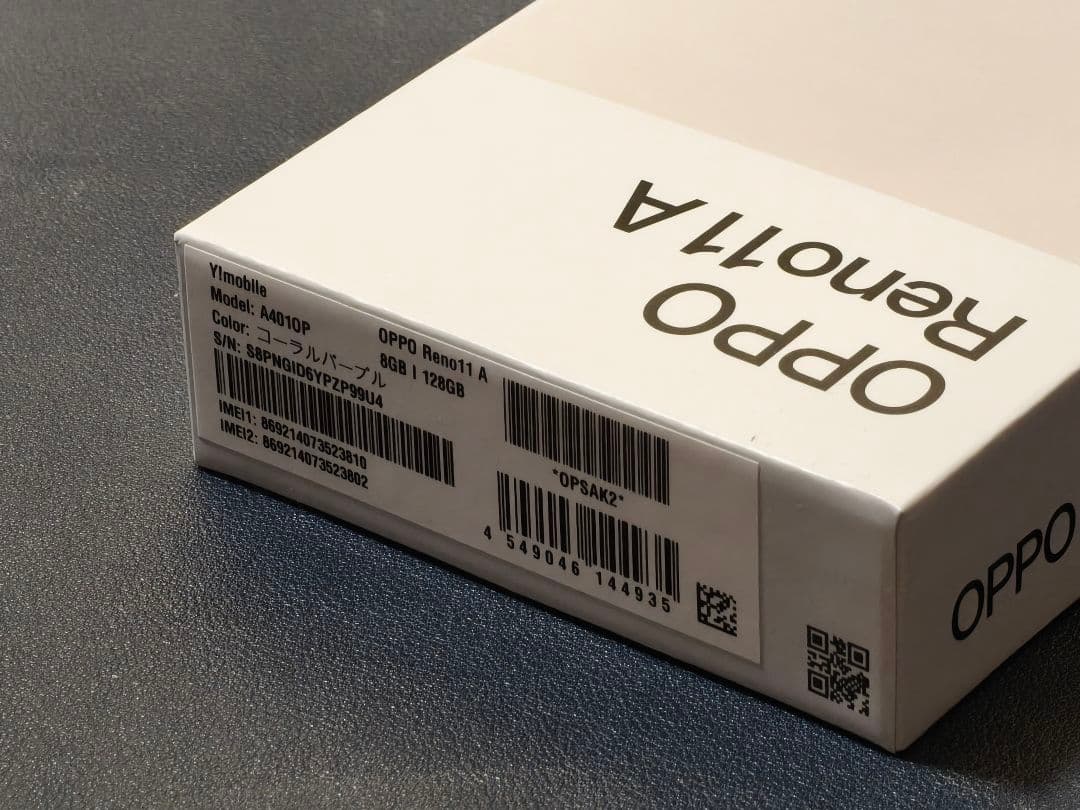 OPPO
Reno11 A
Y!mobile
Model: A401OP
OPPO Reno11 A
Color: コーラルパープル
8GB | 128GB
S/N: S8PNGID6YPZP99U4
IMEI1: 869214073523810
IMEI2: 869214073523802
*OPSAK2*
4 549046 144935
OPPO